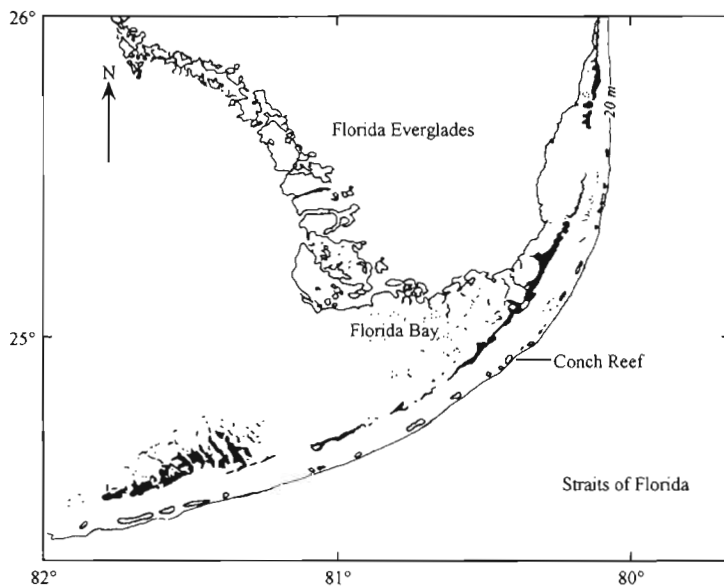 26°
N
20 m
Florida Everglades
25°
Florida Bay
Conch Reef
Straits of Florida
82°
81°
80°